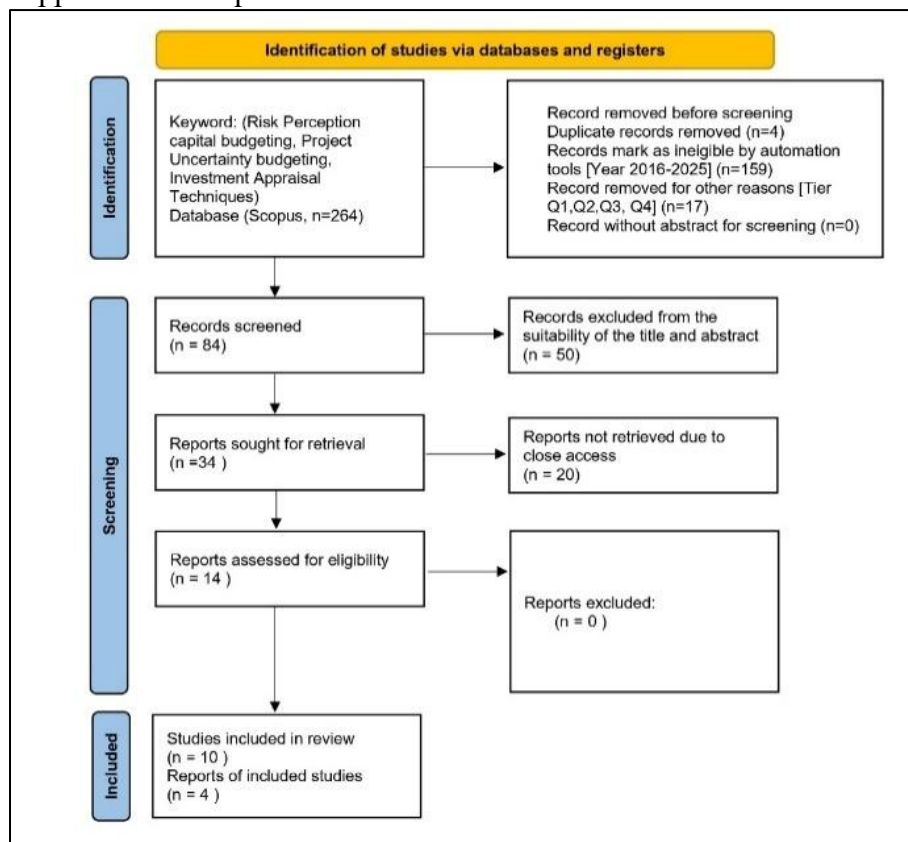 Identification of studies via databases and registers
Identification
Keyword: (Risk Perception
capital budgeting, Project
Uncertainty budgeting,
Investment Appraisal
Techniques)
Database (Scopus, n=264)
Record removed before screening
Duplicate records removed (n=4)
Records mark as ineigible by automation
tools [Year 2016-2025] (n=159)
Record removed for other reasons [Tier
Q1,Q2,Q3, Q4] (n=17)
Record without abstract for screening (n=0)
Screening
Records screened
(n = 84)
Records excluded from the
suitability of the title and abstract
(n = 50)
Reports sought for retrieval
(n =34 )
Reports not retrieved due to
close access
(n = 20)
Reports assessed for eligibility
(n = 14 )
Reports excluded:
(n = 0 )
Included
Studies included in review
(n = 10 )
Reports of included studies
(n = 4 )